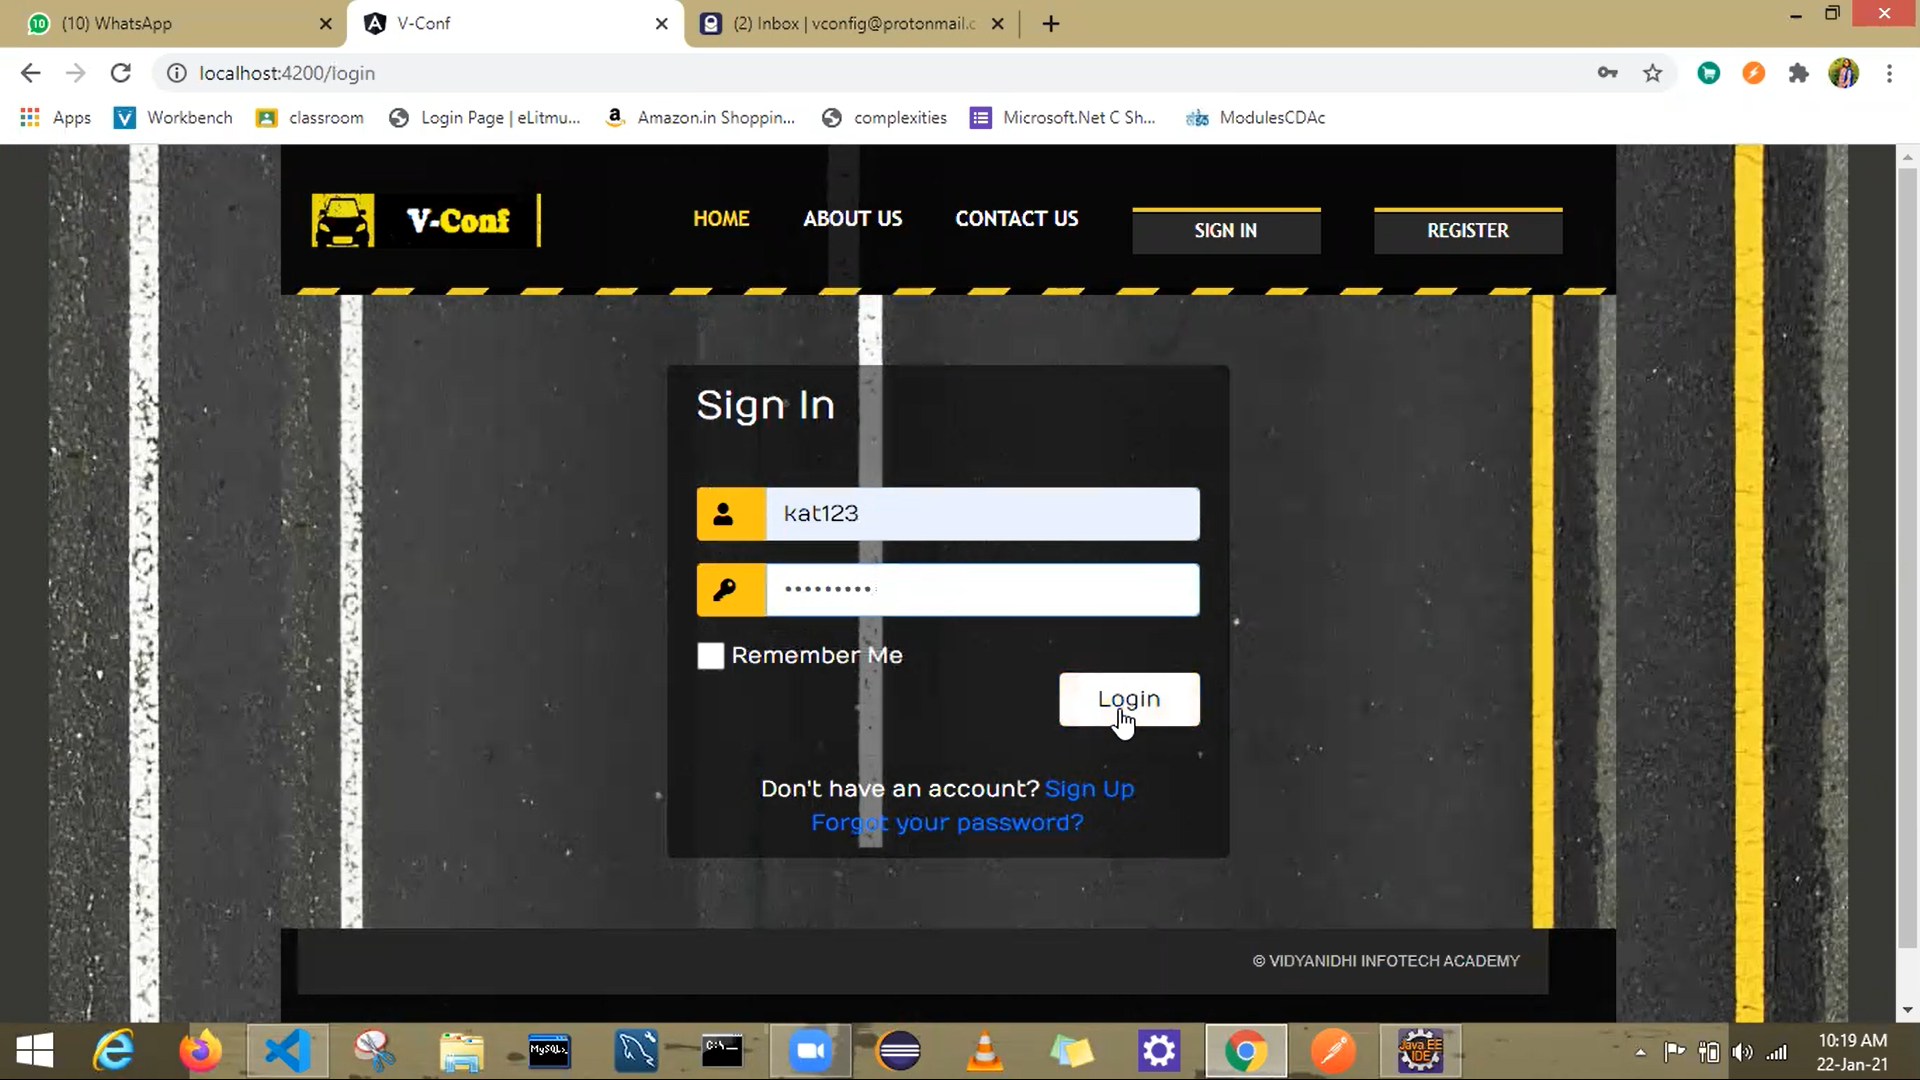 (10) WhatsApp
V-Conf
(2) Inbox | vconfig@protonmail.c
localhost:4200/login
Apps
Workbench
classroom
Login Page | eLitmu...
Amazon.in Shoppin...
complexities
Microsoft.Net C Sh...
ModulesCDAc
V-Conf
HOME
ABOUT US
CONTACT US
SIGN IN
REGISTER
Sign In
kat123
Remember Me
Login
Don't have an account? Sign Up
Forgot your password?
© VIDYANIDHI INFOTECH ACADEMY
MySQL
C:\
Java EE
IDE
10:19 AM
22-Jan-21